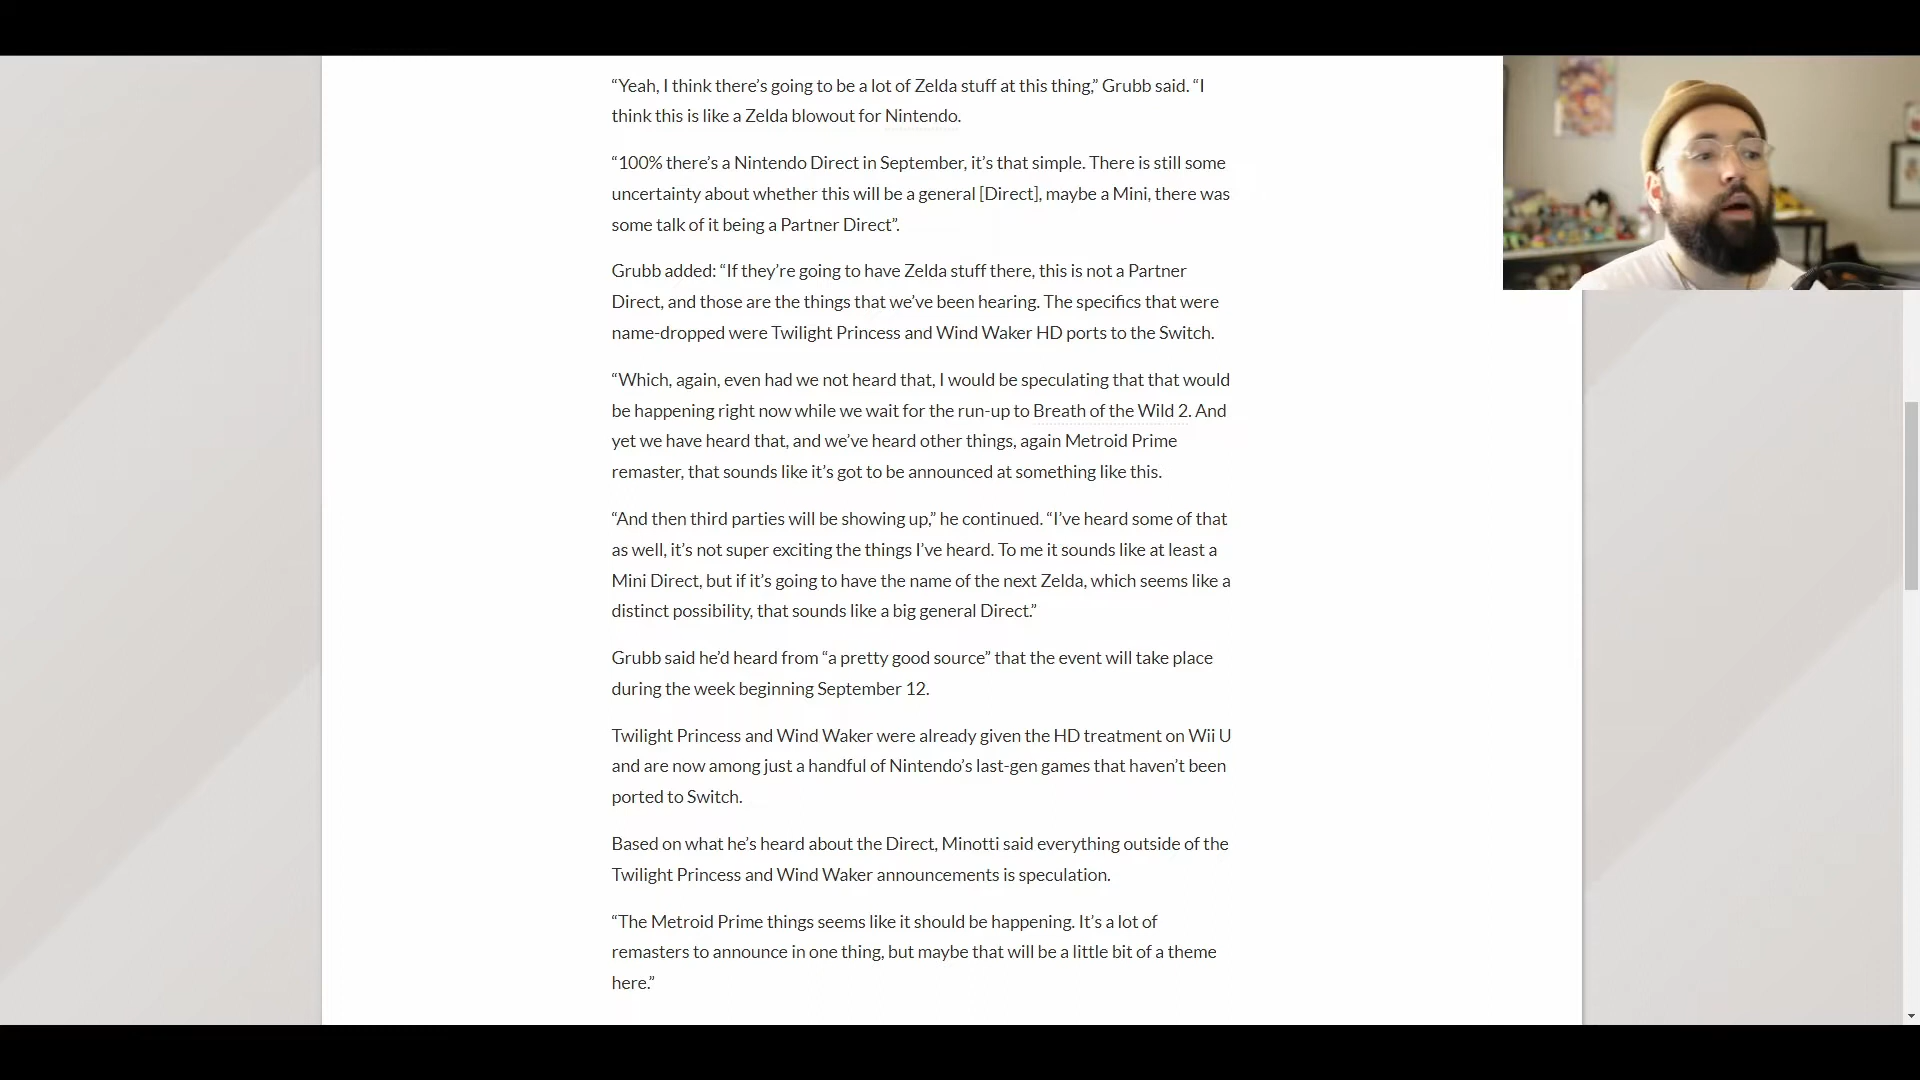 “Yeah, I think there’s going to be a lot of Zelda stuff at this thing,” Grubb said. “I
think this is like a Zelda blowout for Nintendo.
“100% there’s a Nintendo Direct in September, it’s that simple. There is still some
uncertainty about whether this will be a general [Direct], maybe a Mini, there was
some talk of it being a Partner Direct”.
Grubb added: “If they’re going to have Zelda stuff there, this is not a Partner
Direct, and those are the things that we’ve been hearing. The specifics that were
name-dropped were Twilight Princess and Wind Waker HD ports to the Switch.
“Which, again, even had we not heard that, I would be speculating that that would
be happening right now while we wait for the run-up to Breath of the Wild 2. And
yet we have heard that, and we’ve heard other things, again Metroid Prime
remaster, that sounds like it’s got to be announced at something like this.
“And then third parties will be showing up,” he continued. “I’ve heard some of that
as well, it’s not super exciting the things I’ve heard. To me it sounds like at least a
Mini Direct, but if it’s going to have the name of the next Zelda, which seems like a
distinct possibility, that sounds like a big general Direct.”
Grubb said he’d heard from “a pretty good source” that the event will take place
during the week beginning September 12.
Twilight Princess and Wind Waker were already given the HD treatment on Wii U
and are now among just a handful of Nintendo’s last-gen games that haven’t been
ported to Switch.
Based on what he’s heard about the Direct, Minotti said everything outside of the
Twilight Princess and Wind Waker announcements is speculation.
“The Metroid Prime things seems like it should be happening. It’s a lot of
remasters to announce in one thing, but maybe that will be a little bit of a theme
here.”